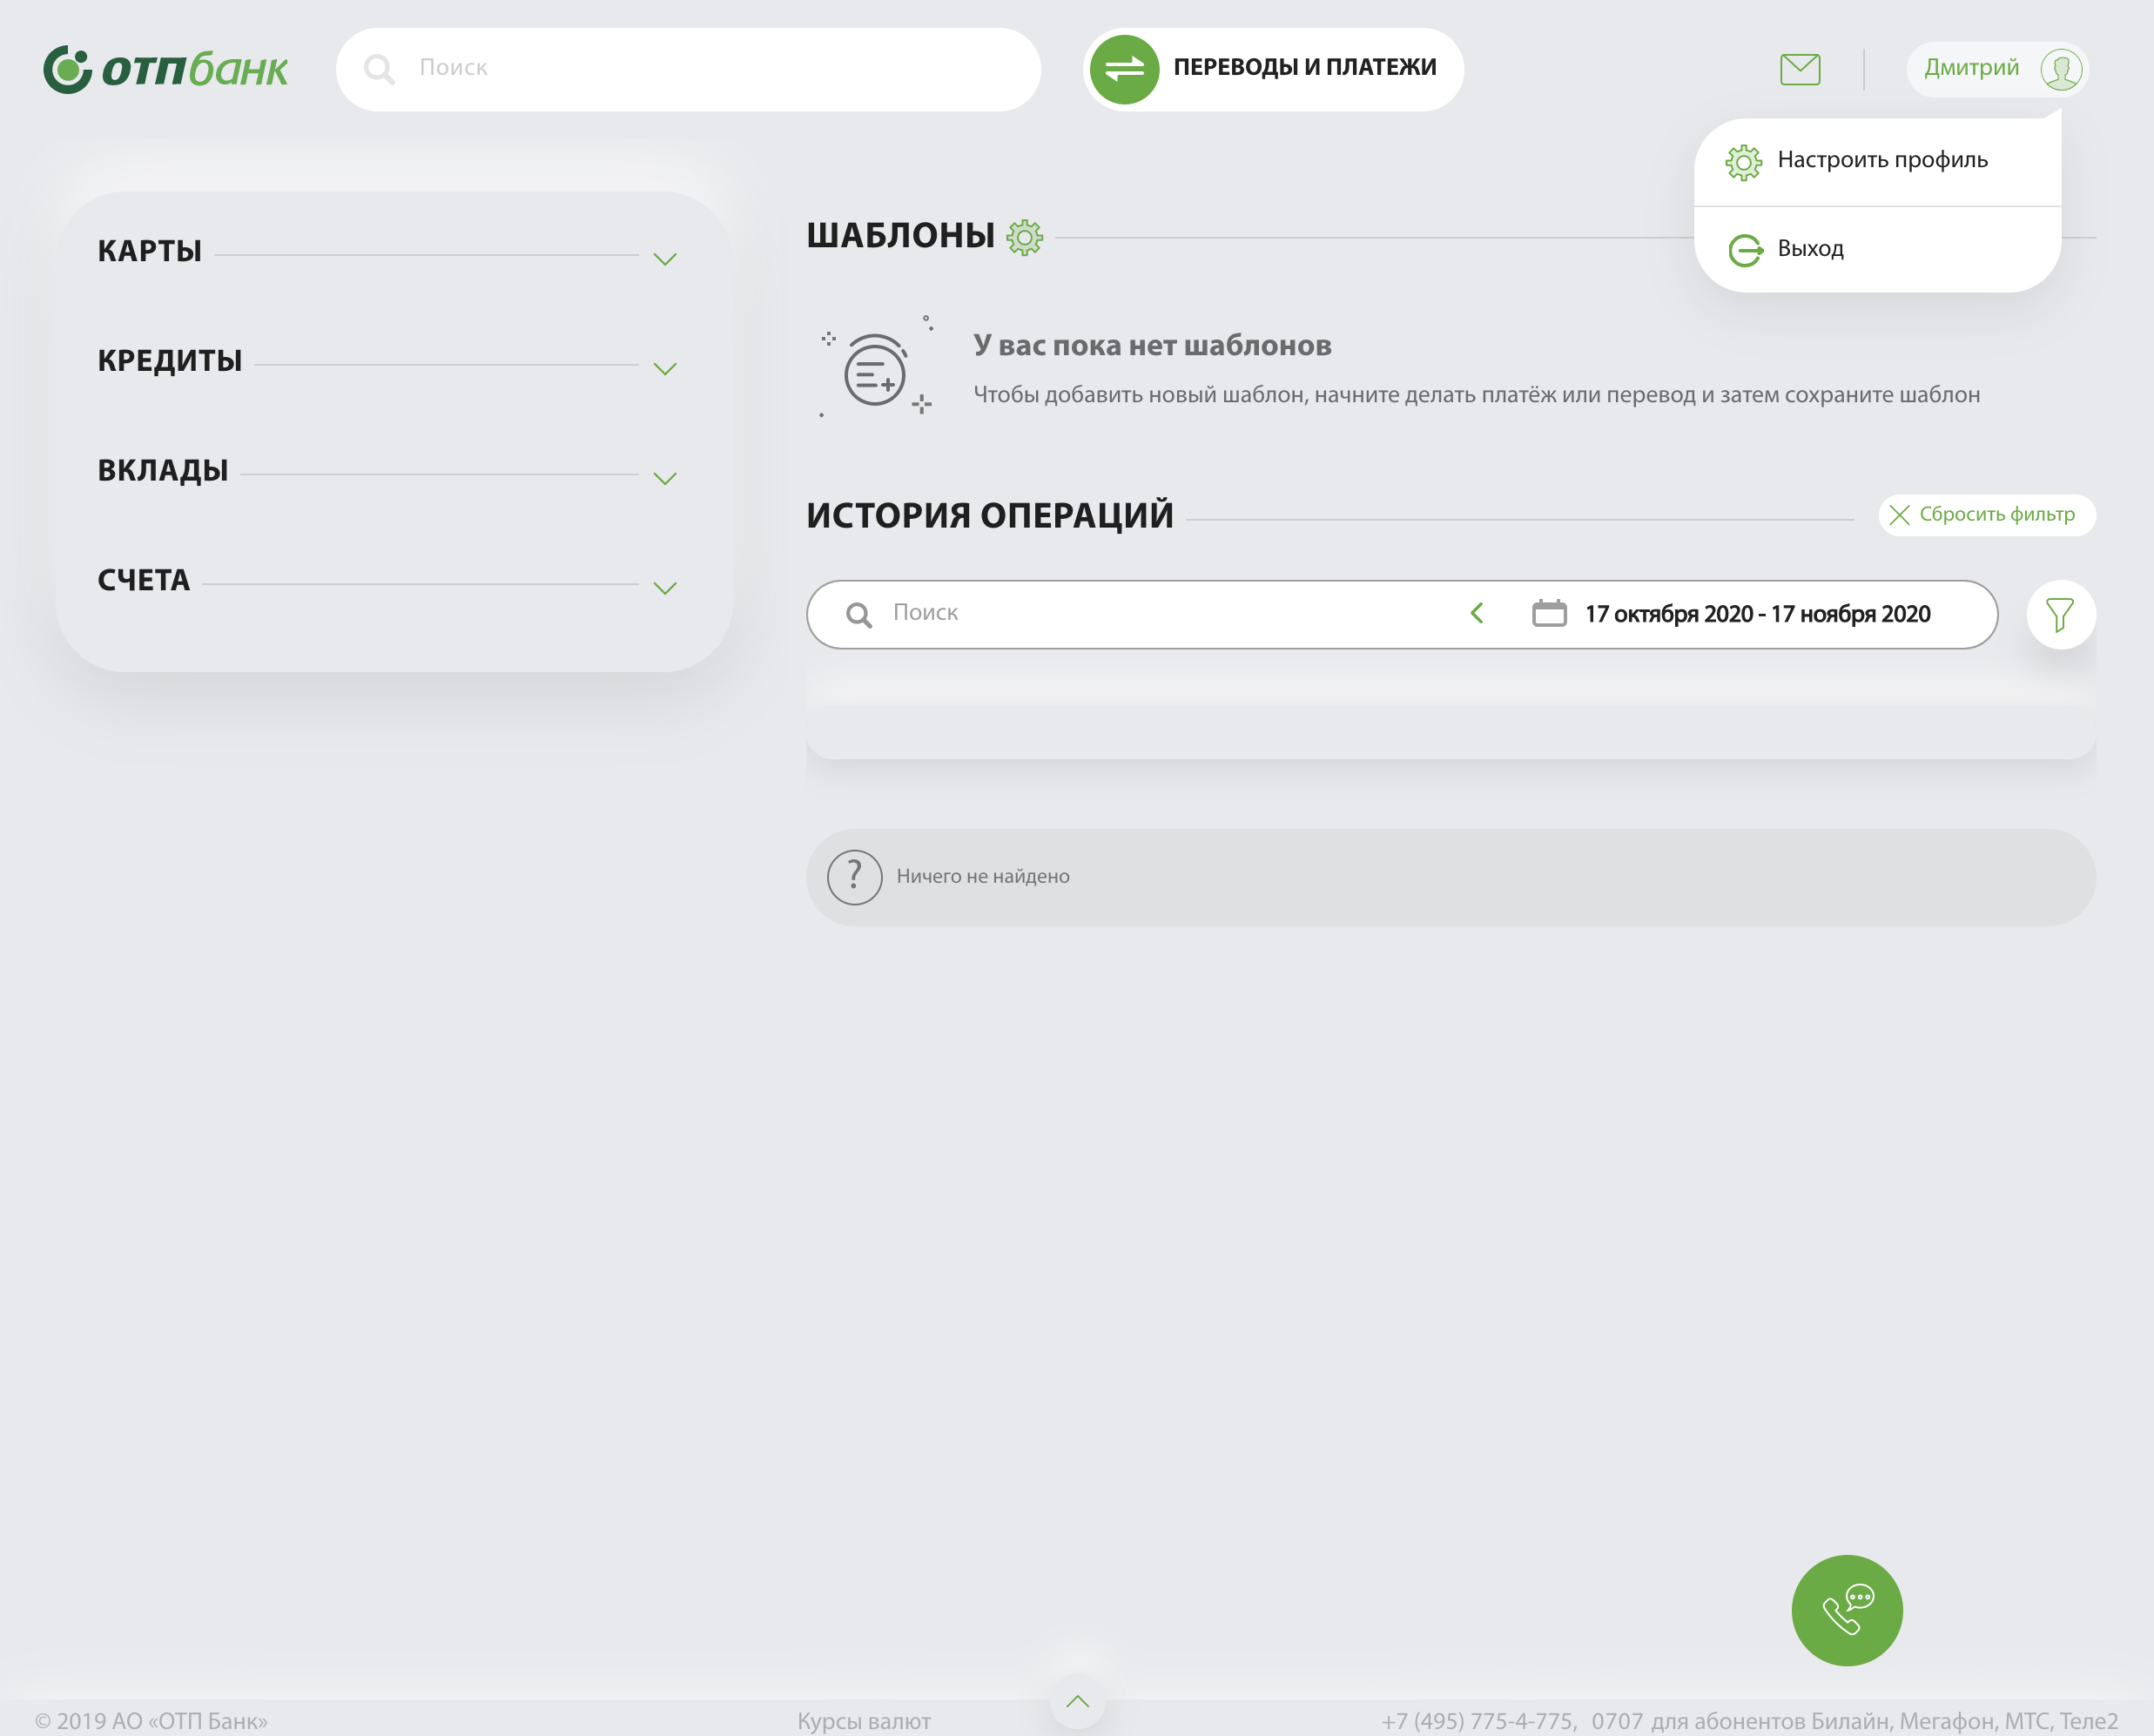 ОТПбанк
Поиск
ПЕРЕВОДЫ И ПЛАТЕЖИ
Дмитрий
Настроить профиль
Выход
КАРТЫ
КРЕДИТЫ
ВКЛАДЫ
СЧЕТА
ШАБЛОНЫ
У вас пока нет шаблонов
Чтобы добавить новый шаблон, начните делать платёж или перевод и затем сохраните шаблон
ИСТОРИЯ ОПЕРАЦИЙ
Сбросить фильтр
Поиск
17 октября 2020 - 17 ноября 2020
?
Ничего не найдено
© 2019 АО «ОТП Банк»
Курсы валют
+7 (495) 775-4-775, 0707 для абонентов Билайн, Мегафон, МТС, Теле2